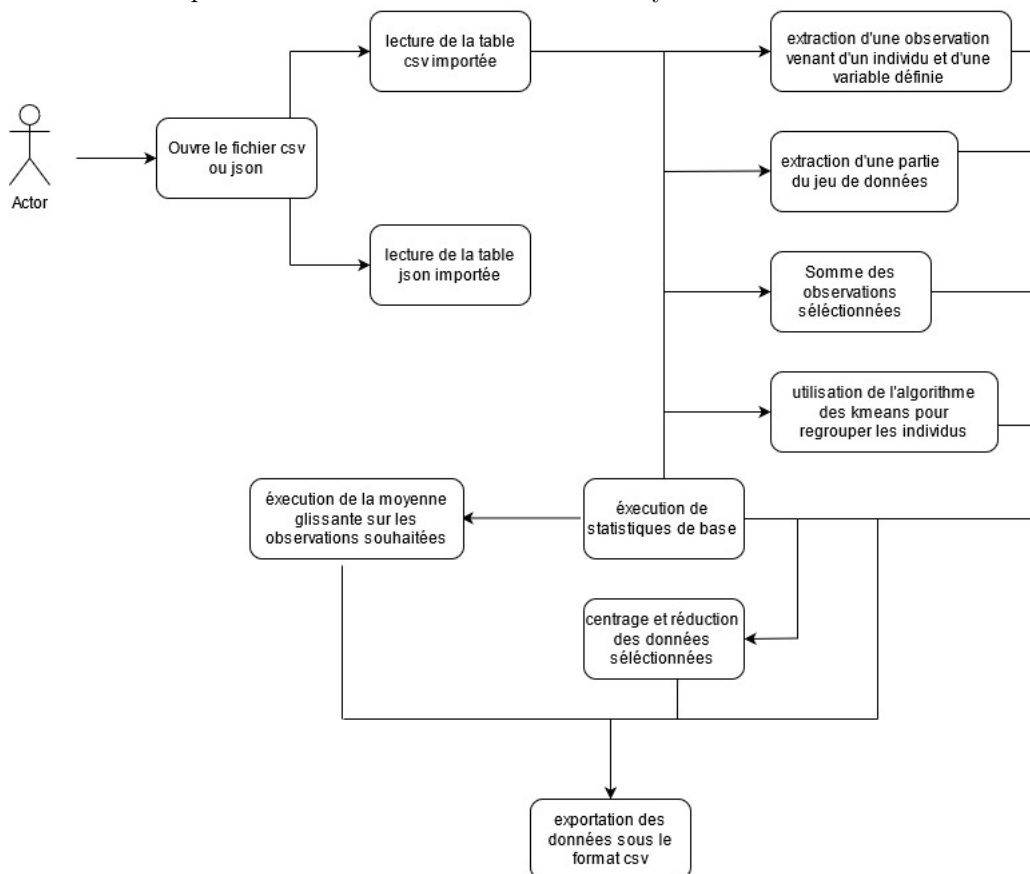 lecture de la table
csv importée
extraction d'une observation
venant d'un individu et d'une
variable définie
Ouvre le fichier csv
ou json
Actor
extraction d'une partie
du jeu de données
lecture de la table
json importée
Somme des
observations
séléctionnées
utilisation de l'algorithme
des kmeans pour
regrouper les individus
éxecution de la moyenne
glissante sur les
observations souhaitées
éxecution de
statistiques de base
centrage et réduction
des données
séléctionnées
exportation des
données sous le
format csv